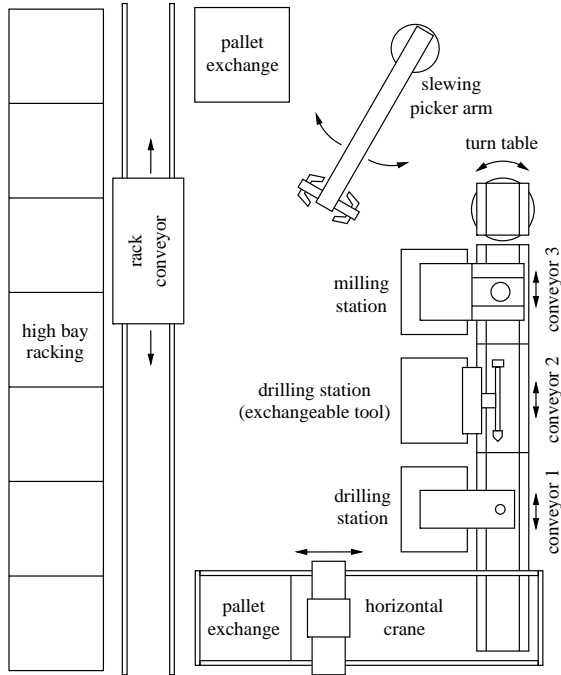 pallet
exchange
slewing
picker arm
turn table
rack
conveyor
conveyor 3
milling
station
high bay
racking
conveyor 2
drilling station
(exchangeable tool)
conveyor 1
drilling
station
pallet
exchange
horizontal
crane